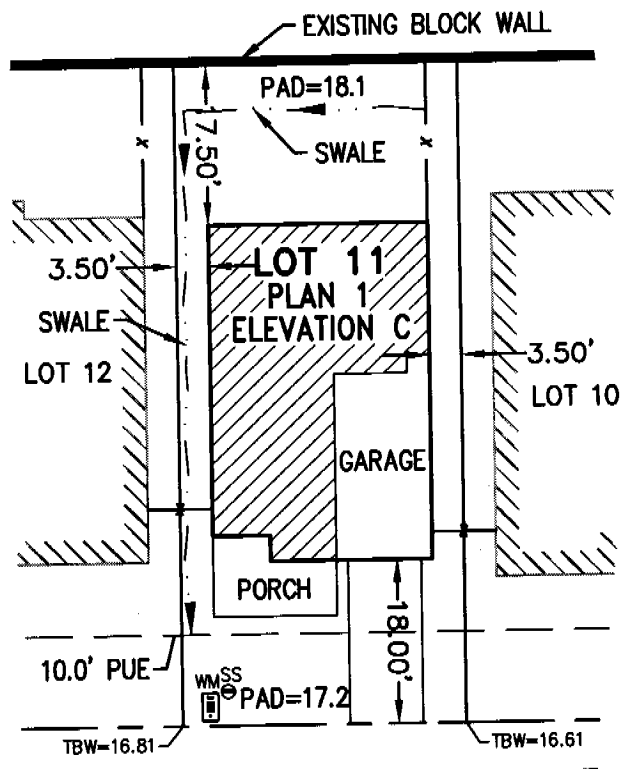 EXISTING BLOCK WALL
PAD=18.1
17.50'
SWALE
3.50'
LOT 11
PLAN 1
ELEVATION C
SWALE
3.50'
LOT 12
LOT 10
GARAGE
PORCH
18.00'
10.0' PUE
WM SS
PAD=17.2
TBW=16.81
TBW=16.61
x
x